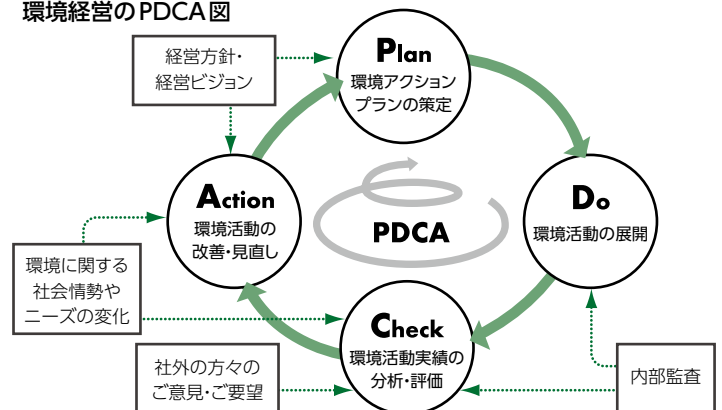 環境経営のPDCA図
経営方針・
経営ビジョン
Plan
環境アクション
プランの策定
Action
環境活動の
改善・見直し
PDCA
Do
環境活動の展開
環境に関する
社会情勢や
ニーズの変化
Check
環境活動実績の
分析・評価
社外の方々の
ご意見・ご要望
内部監査